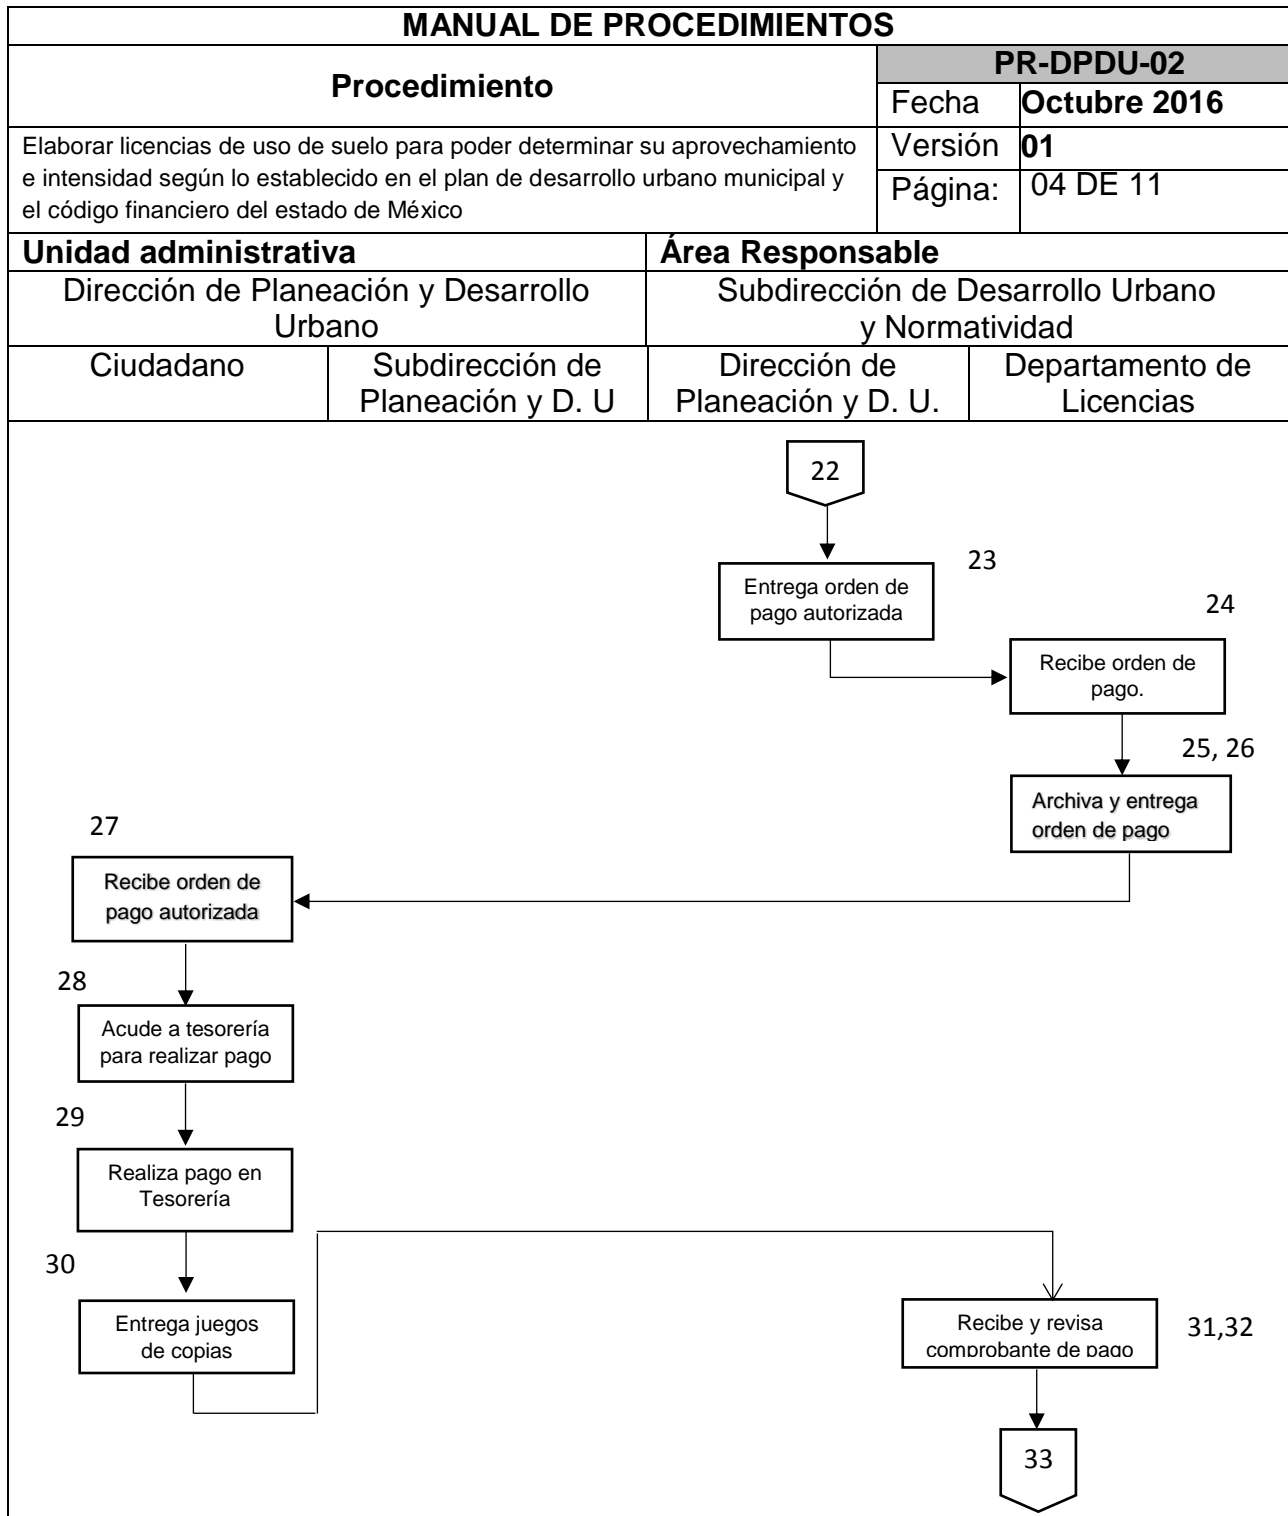 MANUAL DE PROCEDIMIENTOS
Procedimiento
PR-DPDU-02
Fecha Octubre 2016
Elaborar licencias de uso de suelo para poder determinar su aprovechamiento
e intensidad según lo establecido en el plan de desarrollo urbano municipal y
el código financiero del estado de México
Versión 01
Página: 04 DE 11
Unidad administrativa
Área Responsable
Dirección de Planeación y Desarrollo
Urbano
Subdirección de Desarrollo Urbano
y Normatividad
Ciudadano
Subdirección de
Planeación y D. U
Dirección de
Planeación y D. U.
Departamento de
Licencias
22
23
Entrega orden de
pago autorizada
24
Recibe orden de
pago.
25, 26
Archiva y entrega
orden de pago
27
Recibe orden de
pago autorizada
28
Acude a tesorería
para realizar pago
29
Realiza pago en
Tesorería
30
Entrega juegos
de copias
Recibe y revisa
comprobante de pago
31,32
33